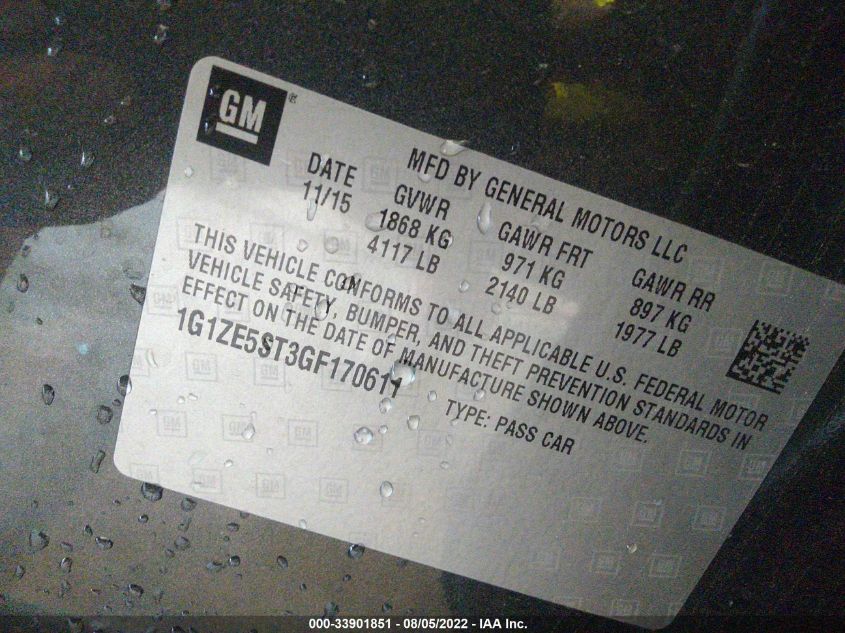 GM
®
MFD BY GENERAL MOTORS LLC
DATE GVWR GAWR FRT GAWR RR
11/15 1868 KG 971 KG 897 KG
4117 LB 2140 LB 1977 LB
THIS VEHICLE CONFORMS TO ALL APPLICABLE U.S. FEDERAL MOTOR
VEHICLE SAFETY, BUMPER, AND THEFT PREVENTION STANDARDS IN
EFFECT ON THE DATE OF MANUFACTURE SHOWN ABOVE.
1G1ZE5ST3GF170611 TYPE: PASS CAR
000-33901851 - 08/05/2022 - IAA Inc.